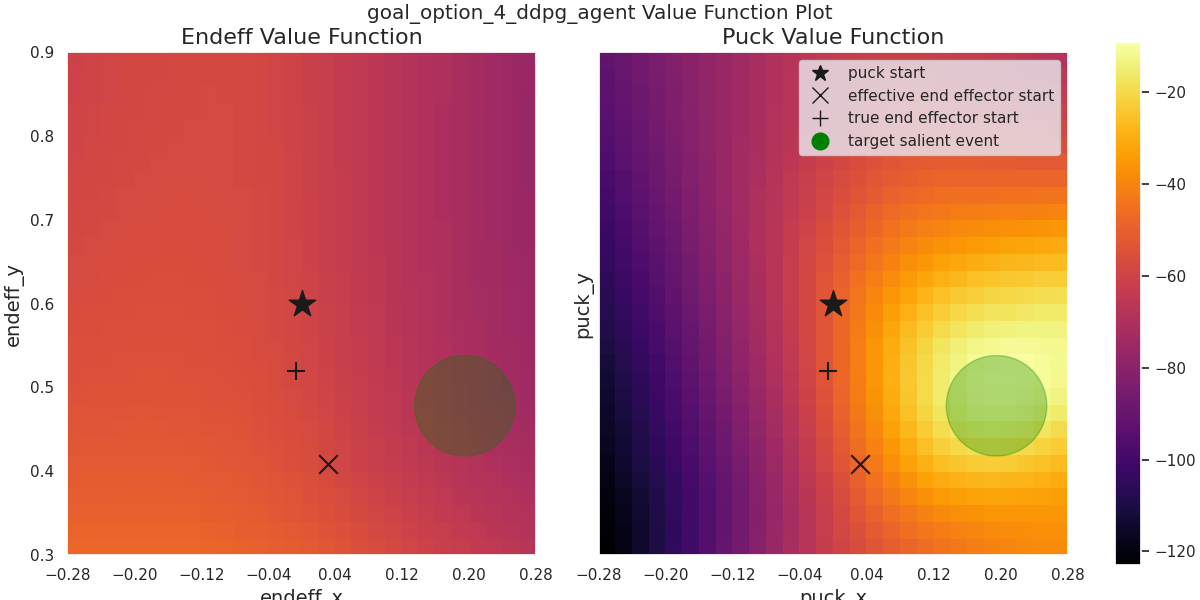 goal_option_4_ddpg_agent Value Function Plot
Endeff Value Function
Puck Value Function
puck start
effective end effector start
true end effector start
target salient event
0.9
0.8
0.7
0.6
0.5
0.4
0.3
endeff_y
−0.28 −0.20 −0.12 −0.04 0.04 0.12 0.20 0.28
endeff_x
puck_y
−0.28 −0.20 −0.12 −0.04 0.04 0.12 0.20 0.28
puck_x
−20
−40
−60
−80
−100
−120